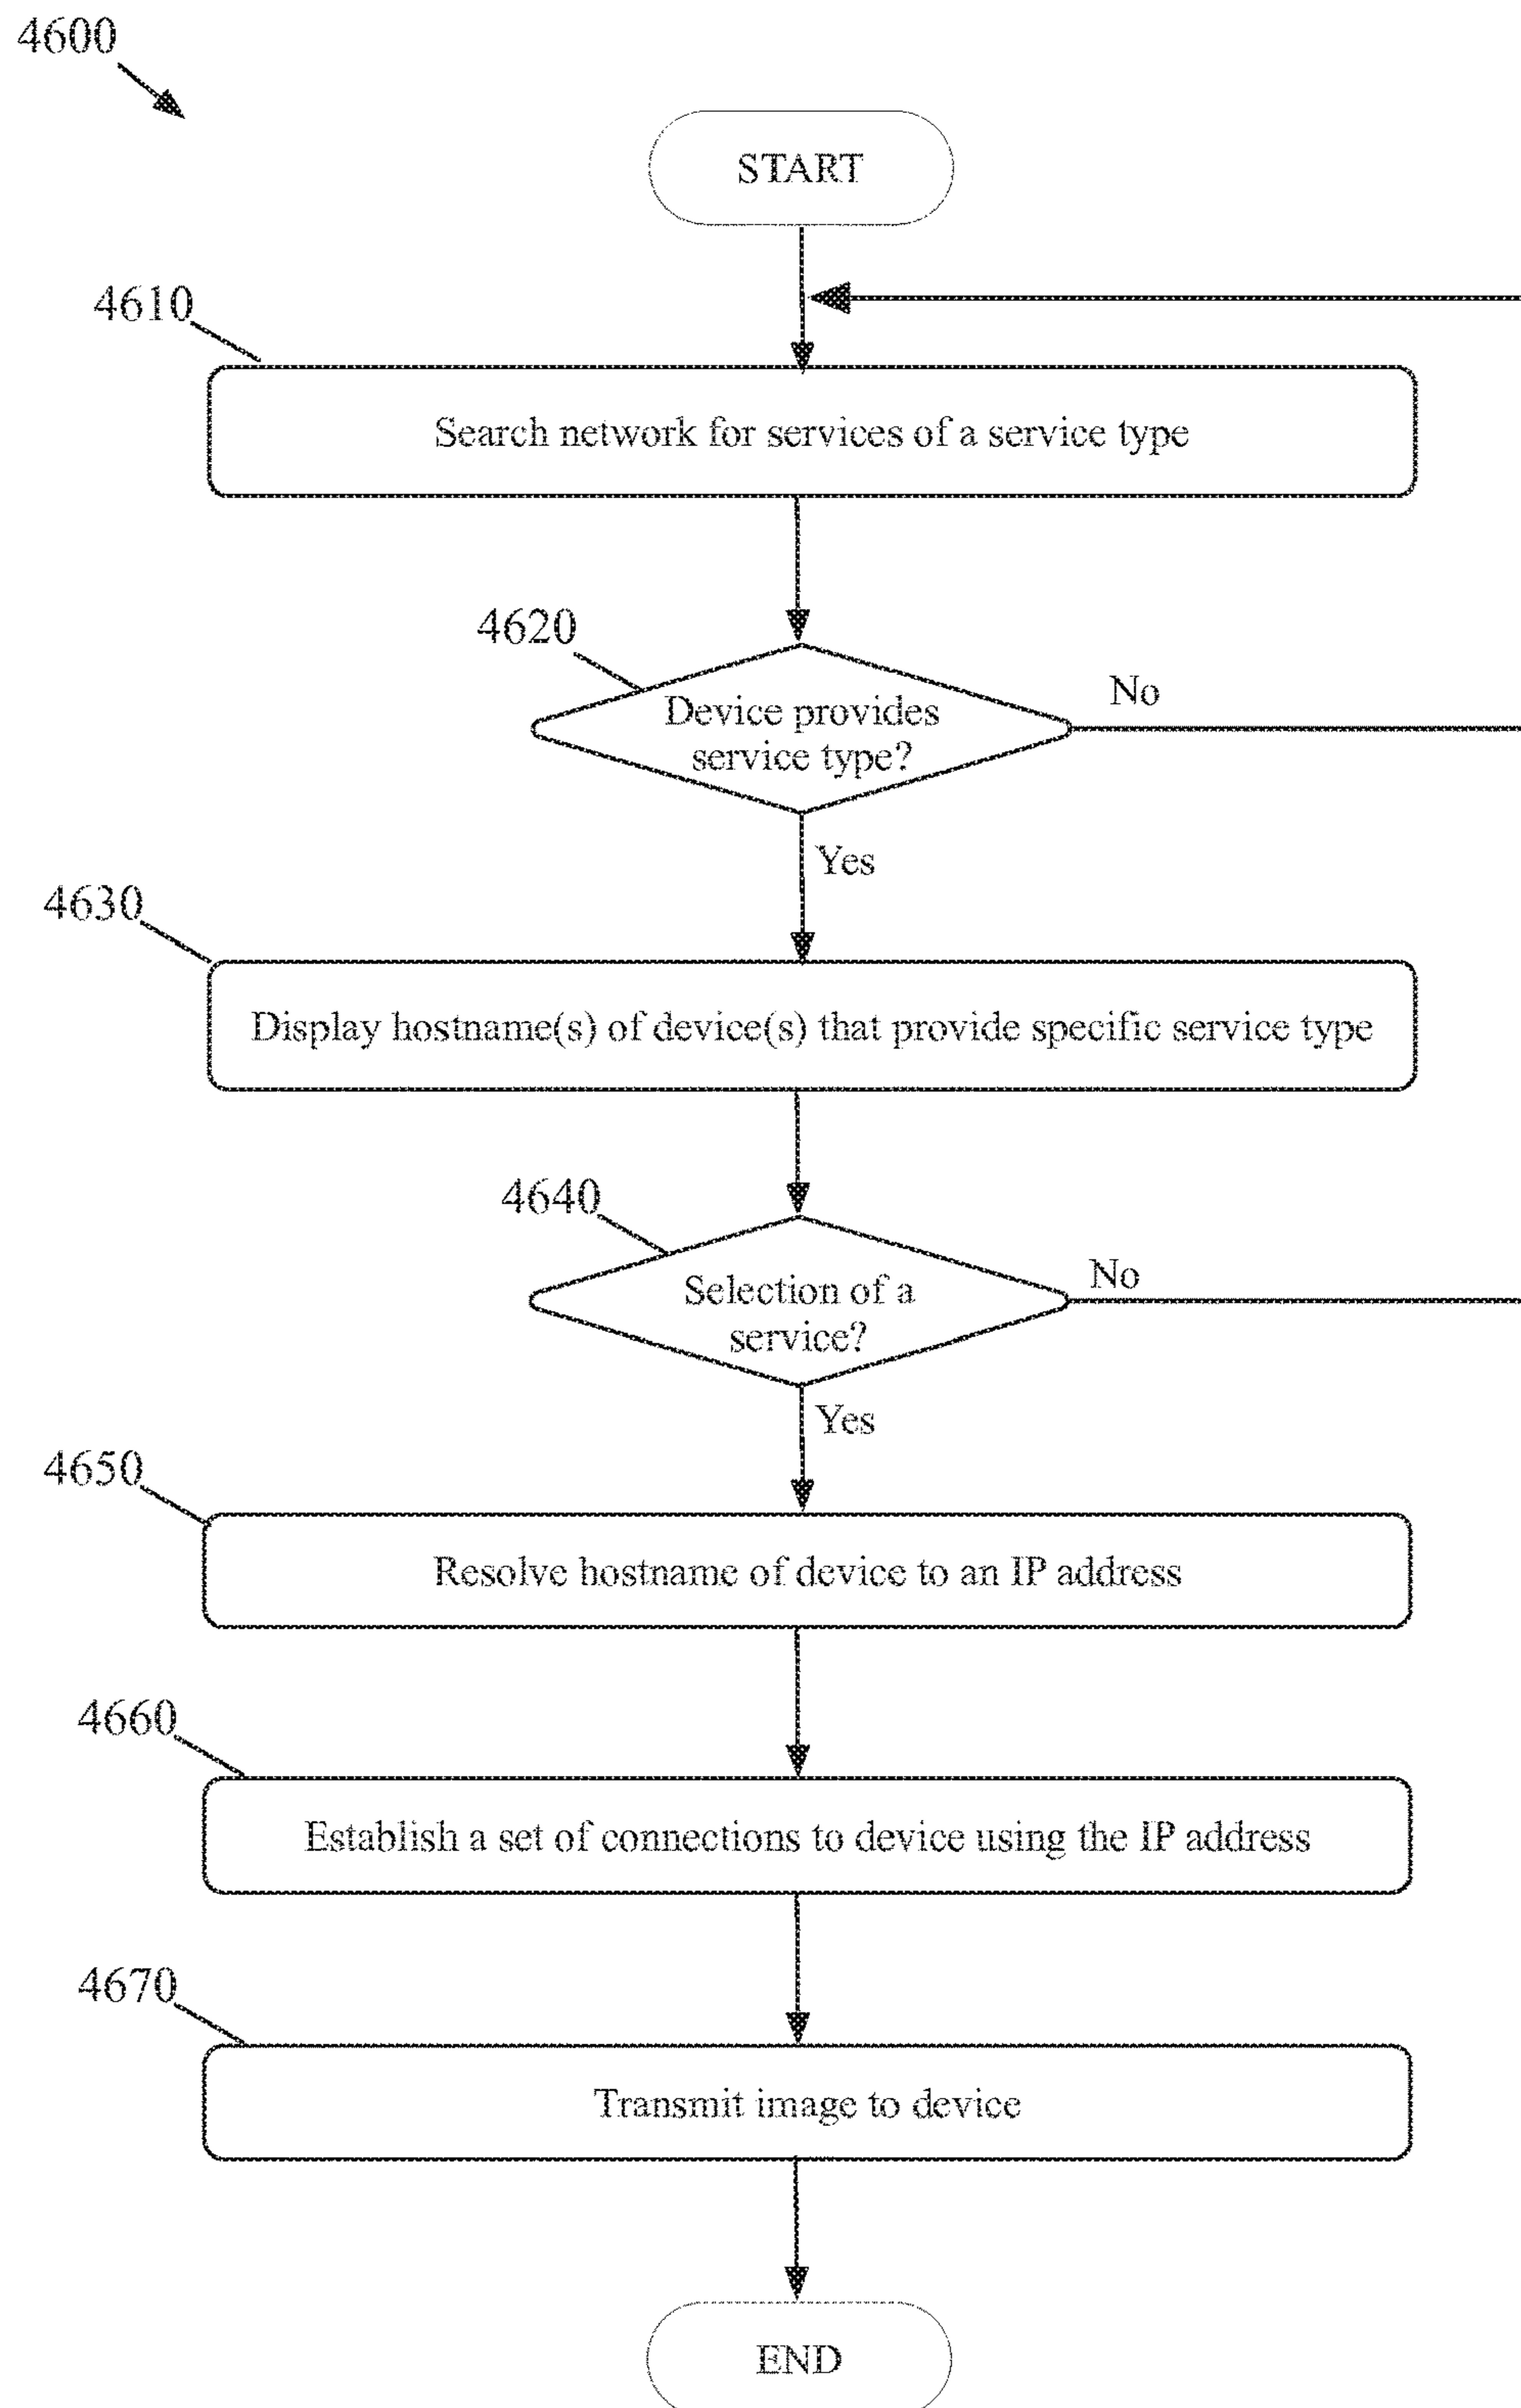 4600
START
4610
Search network for services of a service type
4620
Device provides
service type?
No
Yes
4630
Display hostname(s) of device(s) that provide specific service type
4640
Selection of a
service?
No
Yes
4650
Resolve hostname of device to an IP address
4660
Establish a set of connections to device using the IP address
4670
Transmit image to device
END